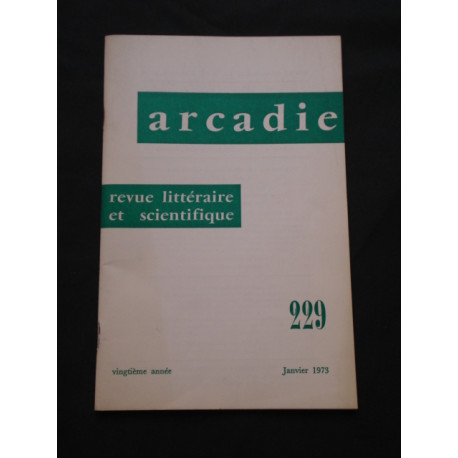 arcadie
revue littéraire
et scientifique
229
vingtième année
Janvier 1973